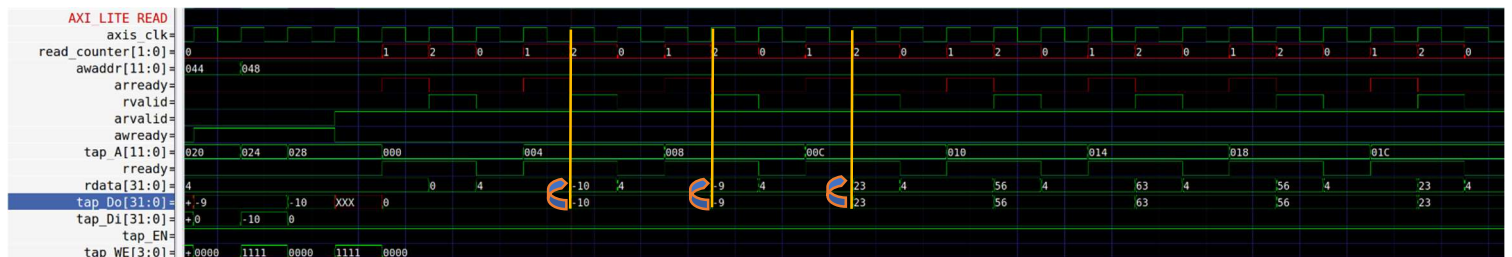 AXI_LITE READ
axis_clk=
read_counter[1:0]= 0 1 2 0 1 2 0 1 2 0 1 2 0 1 2 0 1 2 0 1 2 0 1 2 0
awaddr[11:0]= 044 048
arready=
rvalid=
arvalid=
awready=
tap_A[11:0]= 020 024 028 000 004 008 00C 010 014 018 01C
rready=
rdata[31:0]= 4 0 4 -10 4 -9 4 23 4 56 4 63 4 56 4 23 4
tap_Do[31:0]= + -9 -10 XXX 0 -10 -9 23 56 63 56 23
tap_Di[31:0]= + 0 -10 0
tap_EN=
tap_WE[3:0]= + 0000 1111 0000 1111 0000